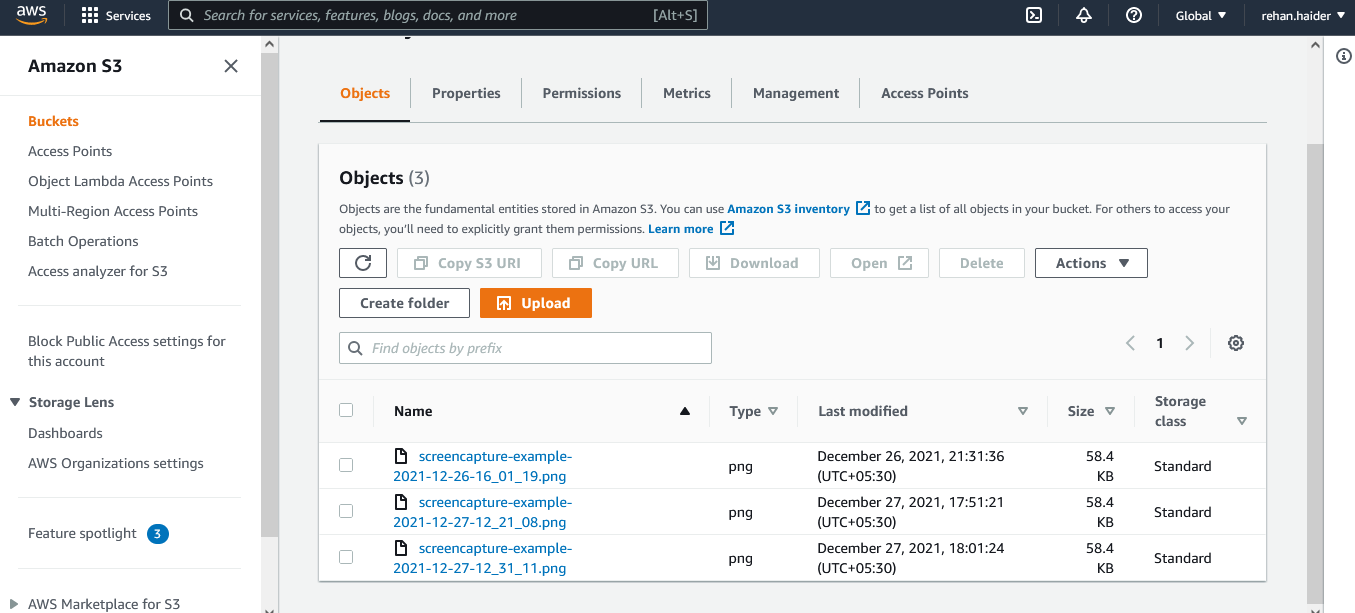 aws
Services
Search for services, features, blogs, docs, and more
[Alt+S]
Global
rehan.haider
Amazon S3
Buckets
Access Points
Object Lambda Access Points
Multi-Region Access Points
Batch Operations
Access analyzer for S3
Block Public Access settings for
this account
Storage Lens
Dashboards
AWS Organizations settings
Feature spotlight 3
AWS Marketplace for S3
Objects
Properties
Permissions
Metrics
Management
Access Points
Objects (3)
Objects are the fundamental entities stored in Amazon S3. You can use Amazon S3 inventory to get a list of all objects in your bucket. For others to access your
objects, you'll need to explicitly grant them permissions. Learn more
Copy S3 URI
Copy URL
Download
Open
Delete
Actions
Create folder
Upload
Find objects by prefix
1
Name
Type
Last modified
Size
Storage
class
screencapture-example-
2021-12-26-16_01_19.png
png
December 26, 2021, 21:31:36
(UTC+05:30)
58.4
KB
Standard
screencapture-example-
2021-12-27-12_21_08.png
png
December 27, 2021, 17:51:21
(UTC+05:30)
58.4
KB
Standard
screencapture-example-
2021-12-27-12_31_11.png
png
December 27, 2021, 18:01:24
(UTC+05:30)
58.4
KB
Standard